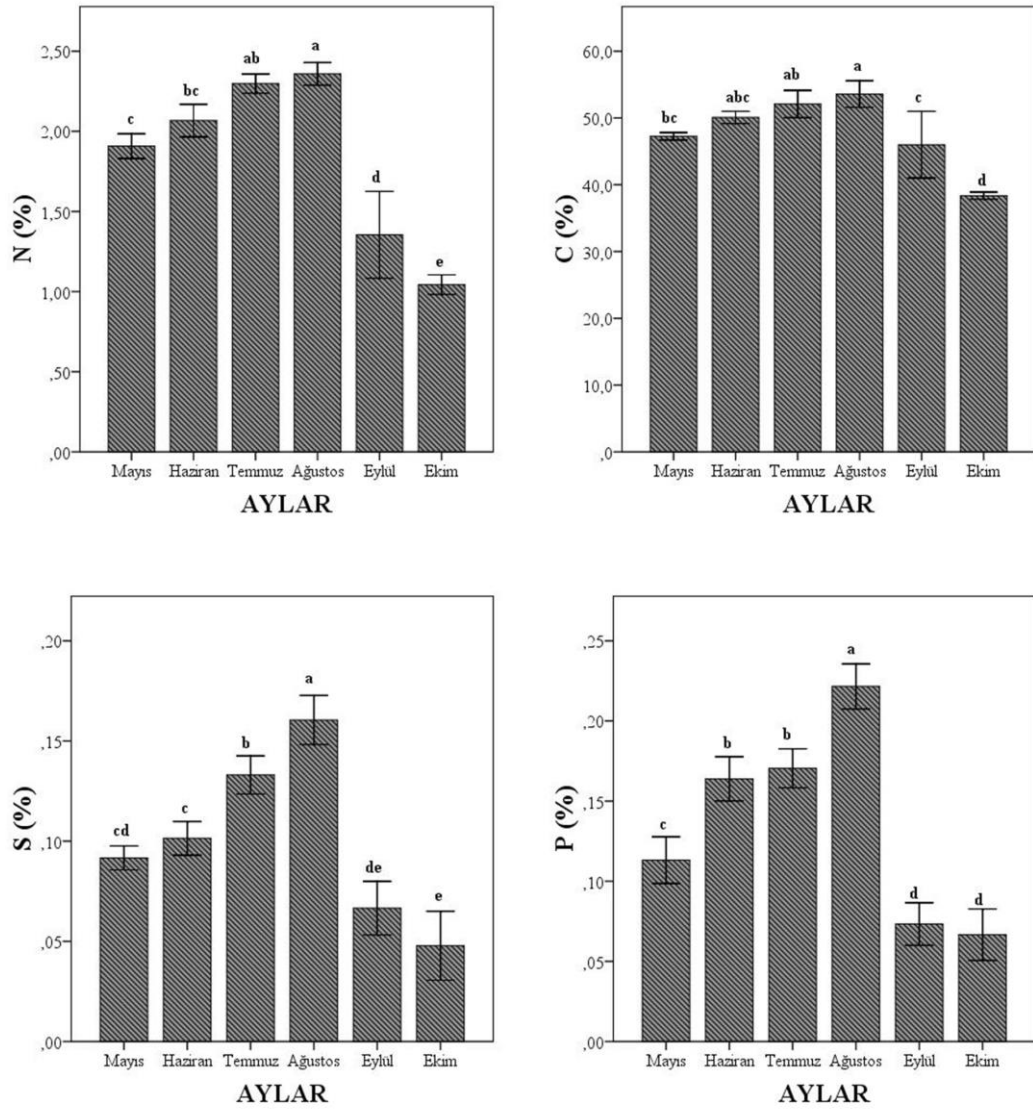 N (%)
2,50
2,00
1,50
1,00
,50
,00
c
bc
ab
a
d
e
Mayıs Haziran Temmuz Ağustos Eylül Ekim
AYLAR
C (%)
60,0
50,0
40,0
30,0
20,0
10,0
,0
bc
abc
ab
a
c
d
Mayıs Haziran Temmuz Ağustos Eylül Ekim
AYLAR
S (%)
,20
,15
,10
,05
,00
cd
c
b
a
de
e
Mayıs Haziran Temmuz Ağustos Eylül Ekim
AYLAR
P (%)
,25
,20
,15
,10
,05
,00
c
b
b
a
d
d
Mayıs Haziran Temmuz Ağustos Eylül Ekim
AYLAR